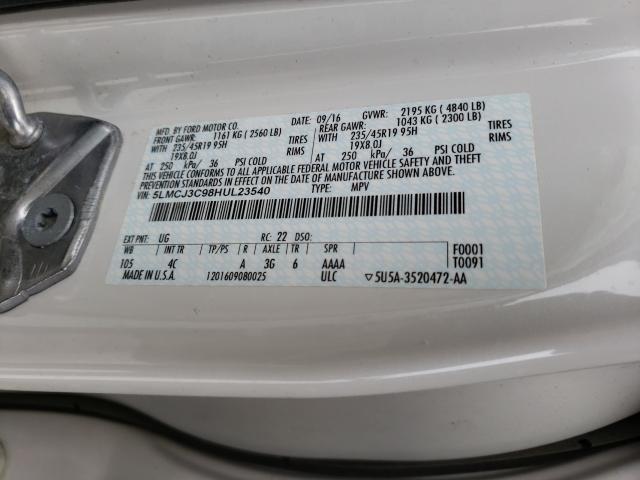 MFD. BY FORD MOTOR CO. 09/16 GVWR: 2195 KG ( 4840 LB)
FRONT GAWR: 1161 KG ( 2560 LB) REAR GAWR: 1043 KG ( 2300 LB)
WITH 235/45R19 95H TIRES WITH 235/45R19 95H TIRES
19X8.0J RIMS 19X8.0J RIMS
AT 250 kPa/ 36 PSI COLD AT 250 kPa/ 36 PSI COLD
THIS VEHICLE CONFORMS TO ALL APPLICABLE FEDERAL MOTOR VEHICLE SAFETY AND THEFT
PREVENTION STANDARDS IN EFFECT ON THE DATE OF MANUFACTURE SHOWN ABOVE.
VIN: 5LMCJ3C98HUL23540 TYPE: MPV
EXT PNT: UG RC: 22 DSO: F0001
WB INT TR TP/PS R AXLE TR SPR T0091
105 4C A 3G 6 AAAA
MADE IN U.S.A. 1201609080025 ULC ▽5U5A-3520472-AA